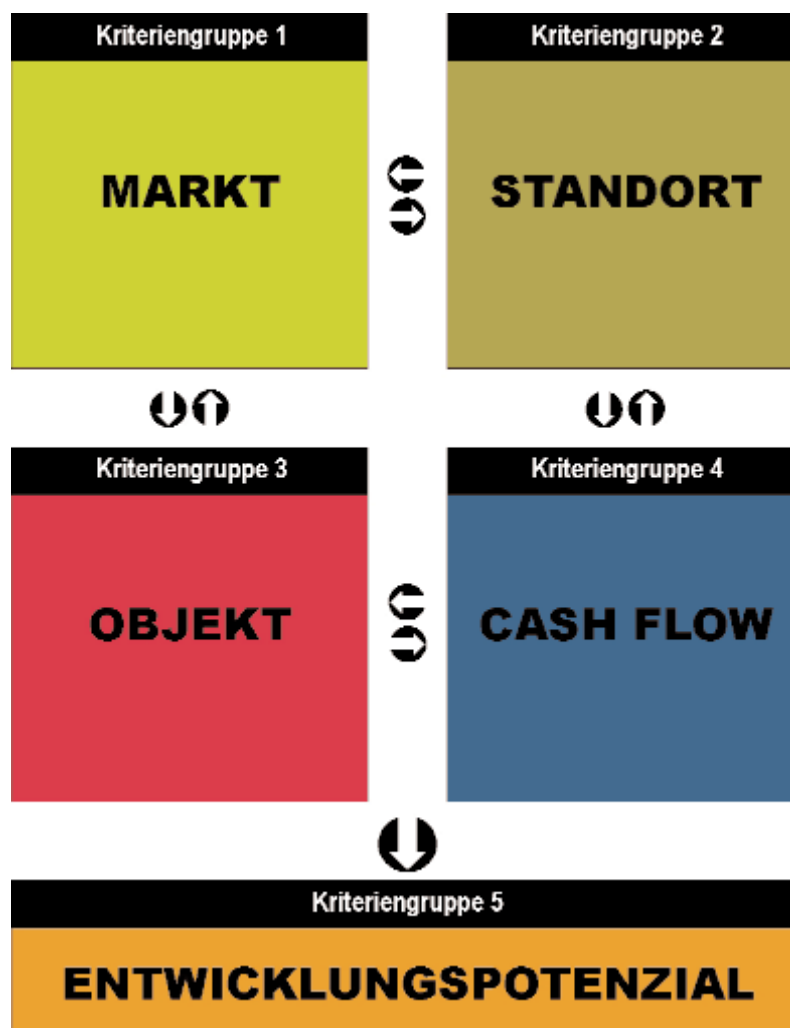 Kriteriengruppe 1
MARKT
Kriteriengruppe 2
STANDORT
Kriteriengruppe 3
OBJEKT
Kriteriengruppe 4
CASH FLOW
Kriteriengruppe 5
ENTWICKLUNGSPOTENZIAL